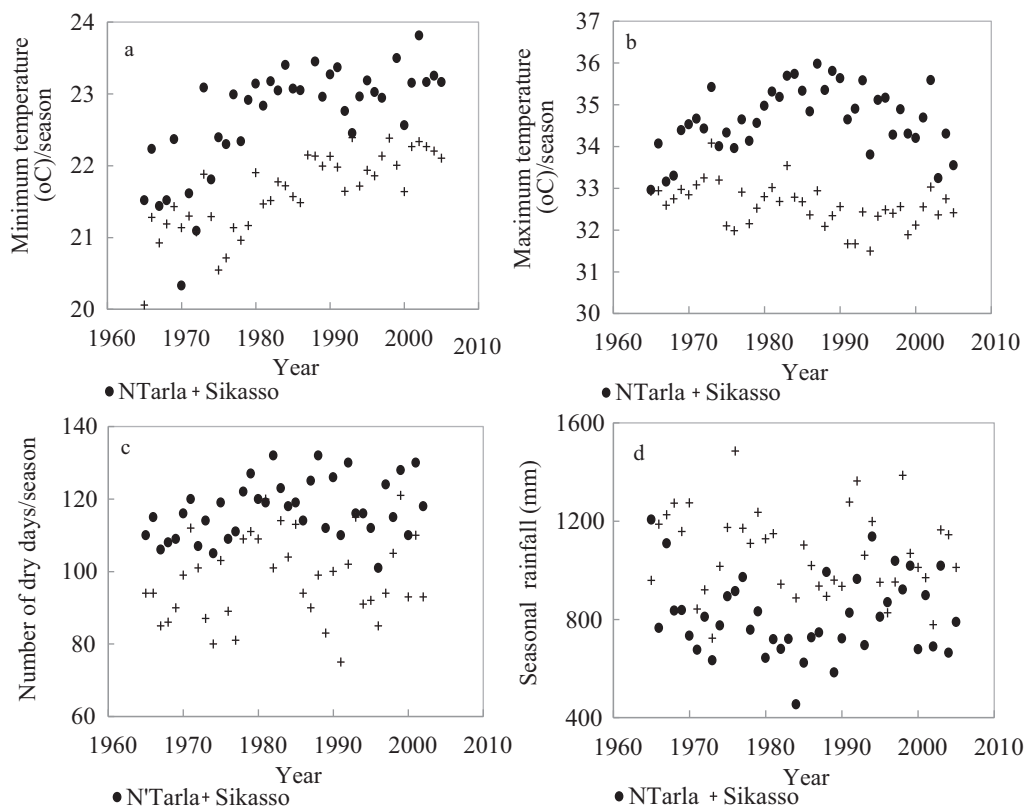 a
24
23
22
21
20
Minimum temperature
(oC)/season
1960 1970 1980 1990 2000 2010
Year
NTarla + Sikasso
b
37
36
35
34
33
32
31
30
Maximum temperature
(oC)/season
1960 1970 1980 1990 2000 2010
Year
NTarla + Sikasso
c
140
120
100
80
60
Number of dry days/season
1960 1970 1980 1990 2000 2010
Year
N'Tarla + Sikasso
d
1600
1200
800
400
Seasonal rainfall (mm)
1960 1970 1980 1990 2000 2010
Year
NTarla + Sikasso